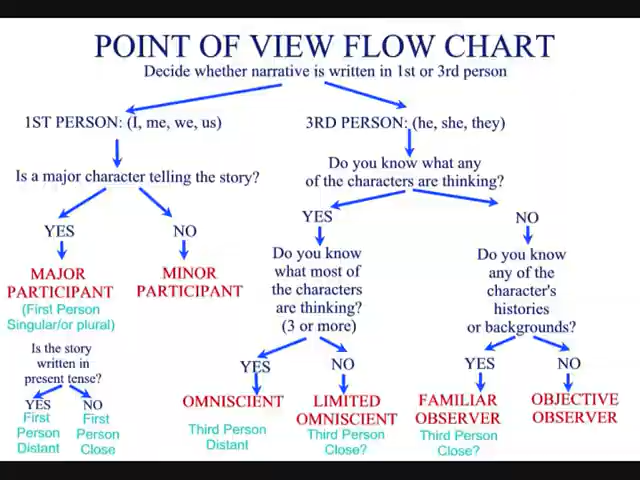 POINT OF VIEW FLOW CHART
Decide whether narrative is written in 1st or 3rd person
1ST PERSON: (I, me, we, us)
Is a major character telling the story?
YES
NO
MAJOR
PARTICIPANT
(First Person
Singular/or plural)
MINOR
PARTICIPANT
Is the story
written in
present tense?
YES
NO
First
Person
Distant
First
Person
Close
3RD PERSON: (he, she, they)
Do you know what any
of the characters are thinking?
YES
NO
Do you know
what most of
the characters
are thinking?
(3 or more)
YES
NO
OMNISCIENT
Third Person
Distant
LIMITED
OMNISCIENT
Third Person
Close?
Do you know
any of the
character's
histories
or backgrounds?
YES
NO
FAMILIAR
OBSERVER
Third Person
Close?
OBJECTIVE
OBSERVER